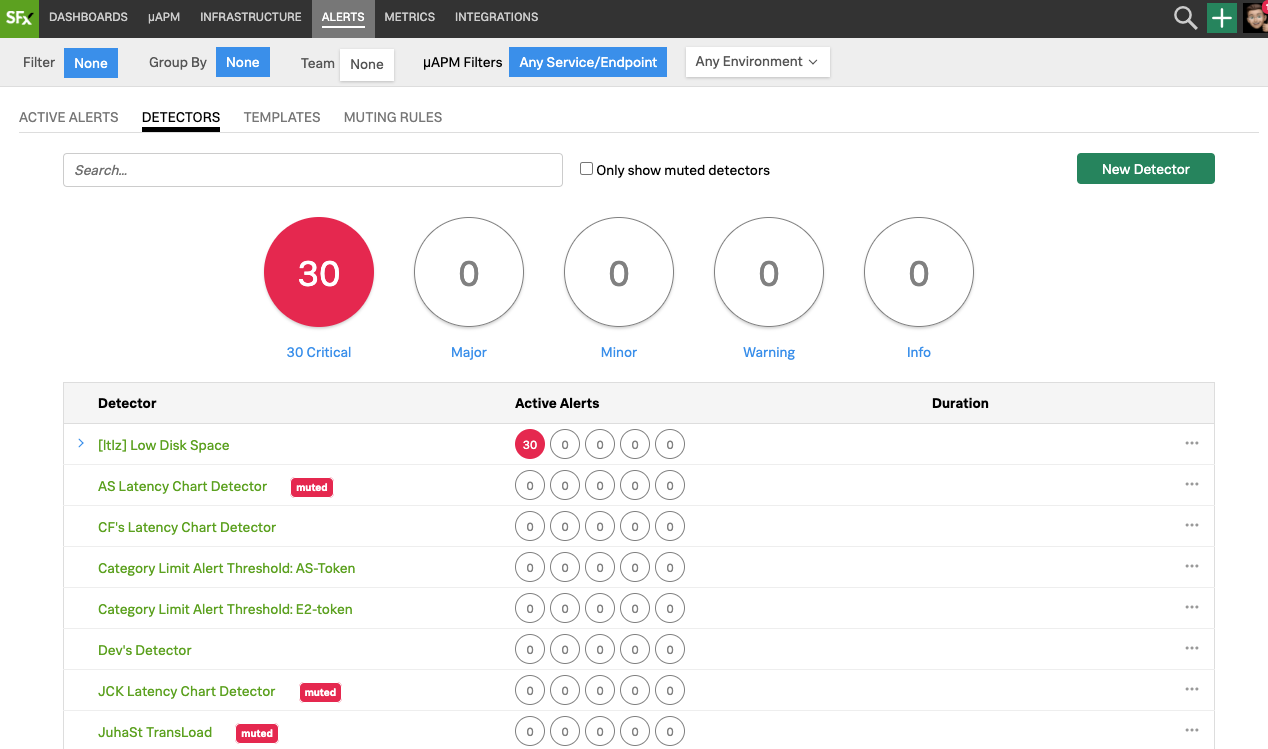 SFx DASHBOARDS µAPM INFRASTRUCTURE ALERTS METRICS INTEGRATIONS
Filter None Group By None Team None µAPM Filters Any Service/Endpoint Any Environment
ACTIVE ALERTS DETECTORS TEMPLATES MUTING RULES
Search... Only show muted detectors New Detector
30 0 0 0 0
30 Critical Major Minor Warning Info
Detector Active Alerts Duration
[ltlz] Low Disk Space 30 0 0 0 0 ...
AS Latency Chart Detector muted 0 0 0 0 0 ...
CF's Latency Chart Detector 0 0 0 0 0 ...
Category Limit Alert Threshold: AS-Token 0 0 0 0 0 ...
Category Limit Alert Threshold: E2-token 0 0 0 0 0 ...
Dev's Detector 0 0 0 0 0 ...
JCK Latency Chart Detector muted 0 0 0 0 0 ...
JuhaSt TransLoad muted 0 0 0 0 0 ...